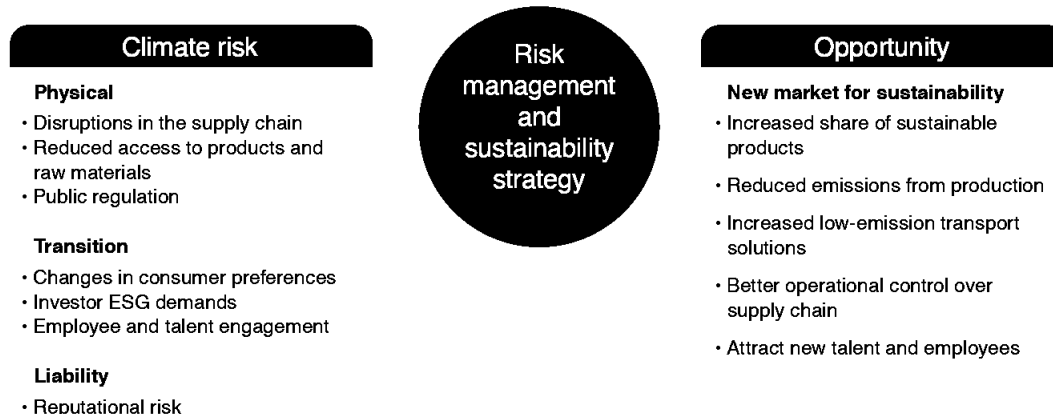 Climate risk
Physical
· Disruptions in the supply chain
· Reduced access to products and
raw materials
· Public regulation
Transition
· Changes in consumer preferences
· Investor ESG demands
· Employee and talent engagement
Liability
· Reputational risk
Risk
management
and
sustainability
strategy
Opportunity
New market for sustainability
· Increased share of sustainable
products
· Reduced emissions from production
· Increased low-emission transport
solutions
· Better operational control over
supply chain
· Attract new talent and employees